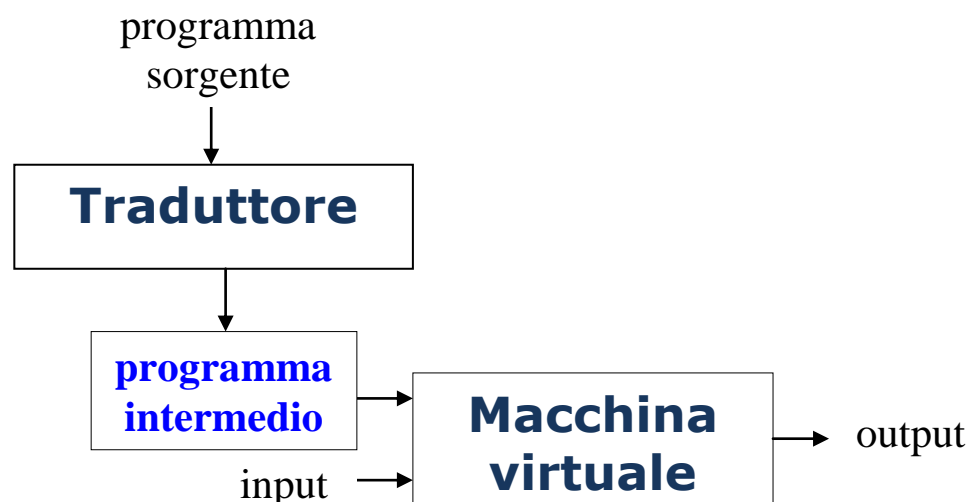 programma
sorgente
Traduttore
programma
intermedio
Macchina
virtuale
output
input